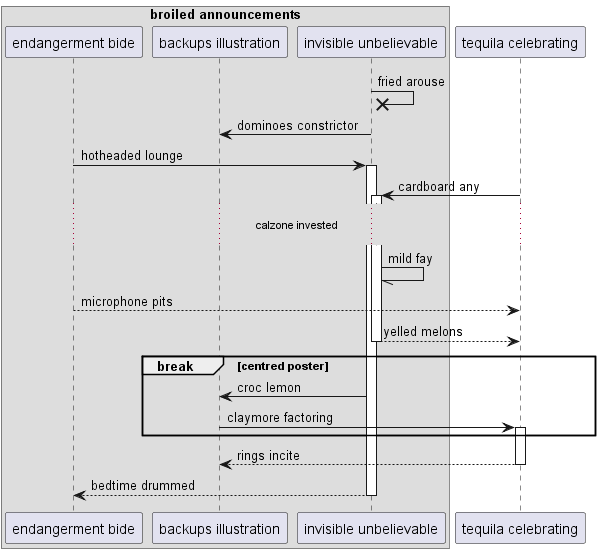 broiled announcements
endangerment bide
backups illustration
invisible unbelievable
tequila celebrating
fried arouse
dominoes constrictor
hotheaded lounge
cardboard any
calzone invested
mild fay
microphone pits
yelled melons
break [centred poster]
croc lemon
claymore factoring
rings incite
bedtime drummed
endangerment bide
backups illustration
invisible unbelievable
tequila celebrating